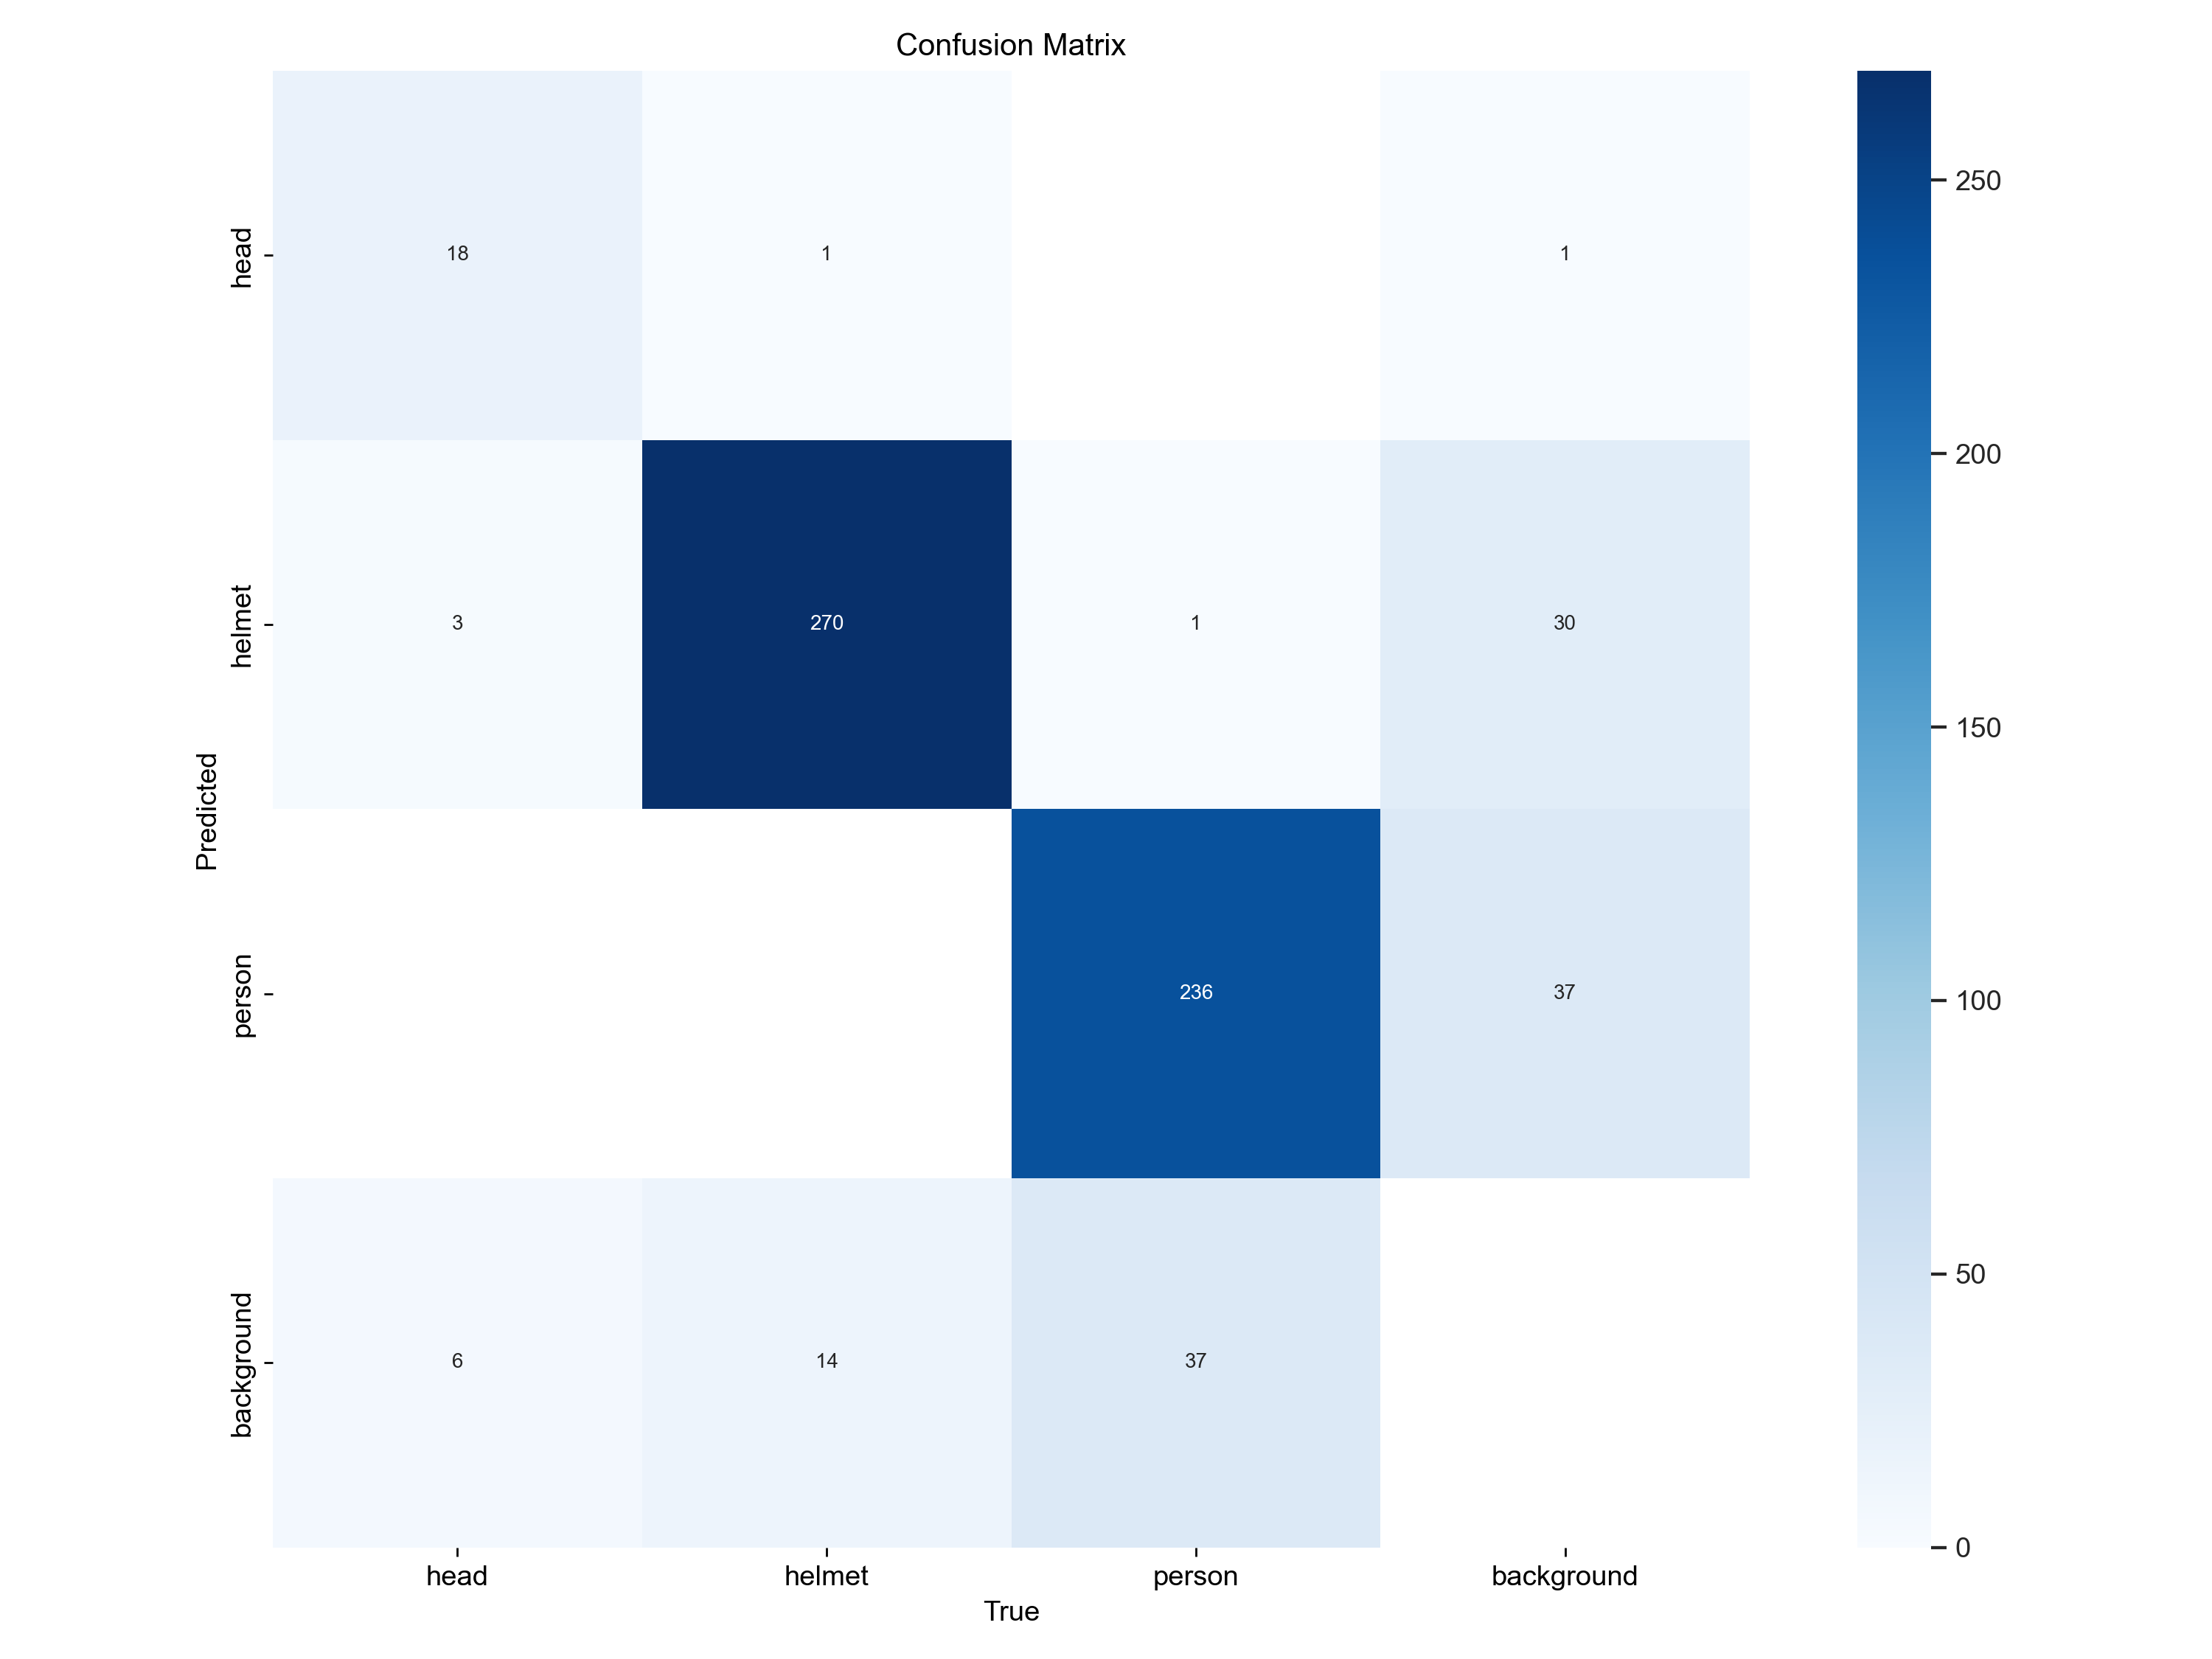 Confusion Matrix
head
18
1
1
250
helmet
3
270
1
30
200
150
Predicted
person
236
37
100
background
6
14
37
50
0
head
helmet
person
background
True